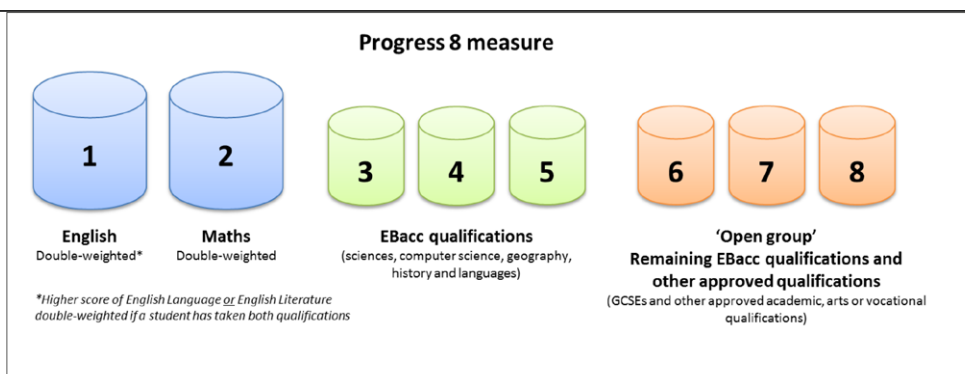 Progress 8 measure
1
2
3
4
5
6
7
8
English
Double-weighted*
Maths
Double-weighted
EBacc qualifications
(sciences, computer science, geography,
history and languages)
'Open group'
Remaining EBacc qualifications and
other approved qualifications
(GCSEs and other approved academic, arts or vocational
qualifications)
*Higher score of English Language or English Literature
double-weighted if a student has taken both qualifications